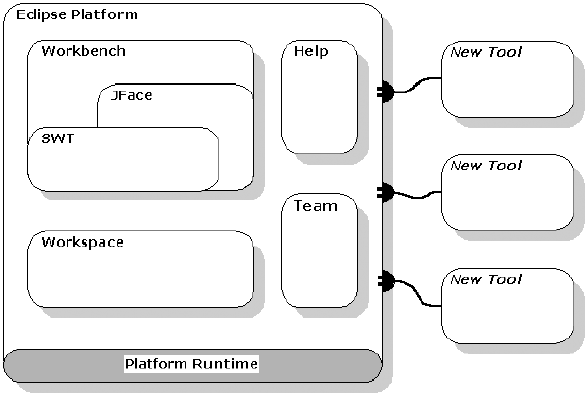 Eclipse Platform
Workbench
JFace
SWT
Workspace
Help
Team
Platform Runtime
New Tool
New Tool
New Tool